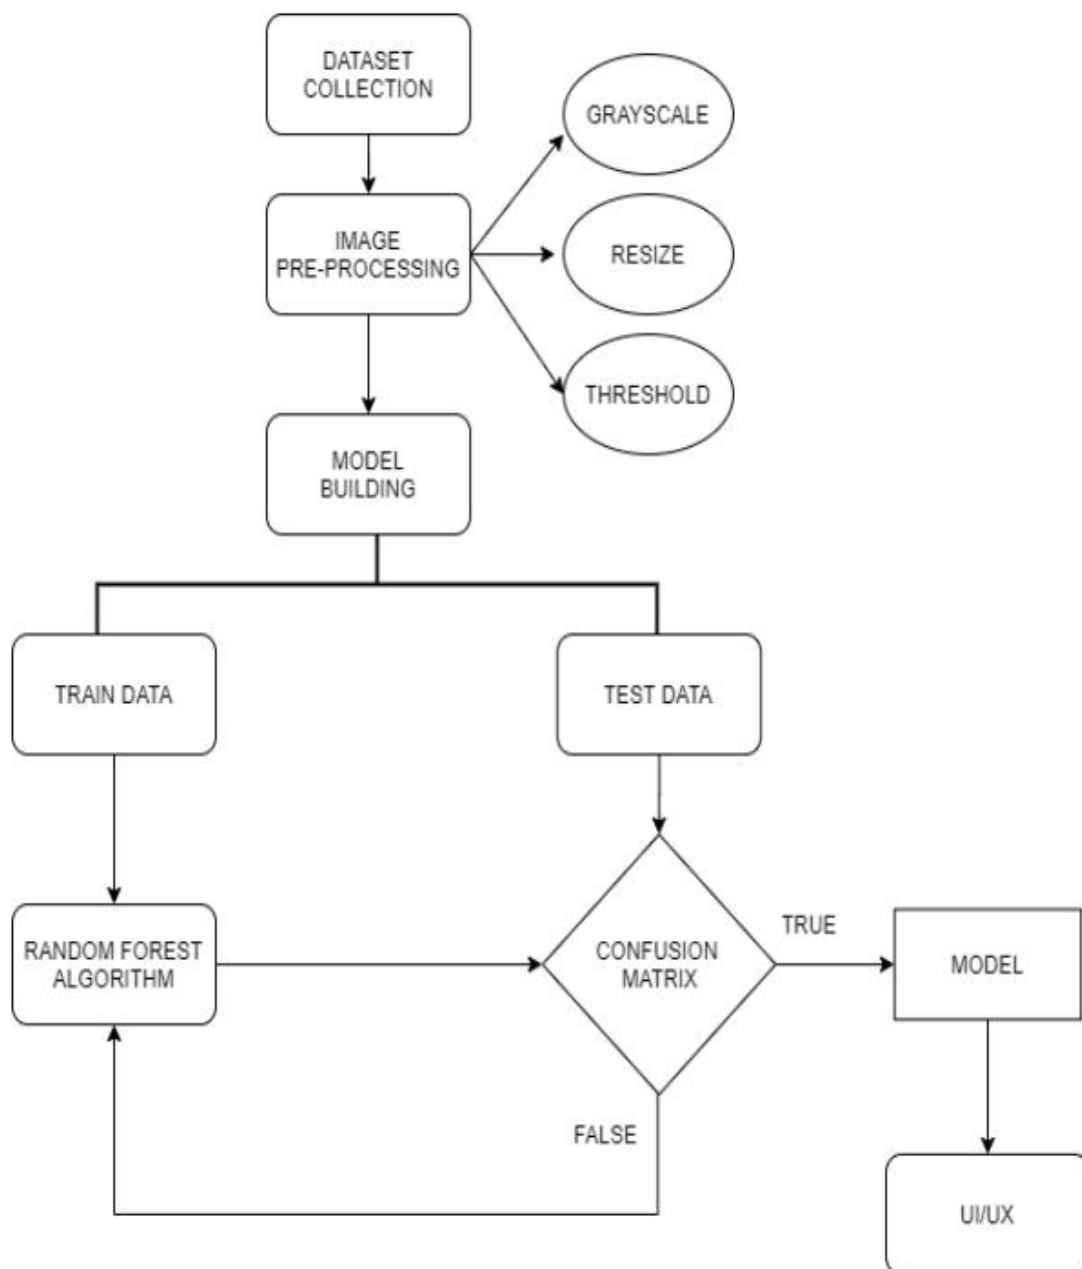 DATASET
COLLECTION
GRAYSCALE
IMAGE
PRE-PROCESSING
RESIZE
THRESHOLD
MODEL
BUILDING
TRAIN DATA
TEST DATA
RANDOM FOREST
ALGORITHM
CONFUSION
MATRIX
TRUE
MODEL
FALSE
UI/UX